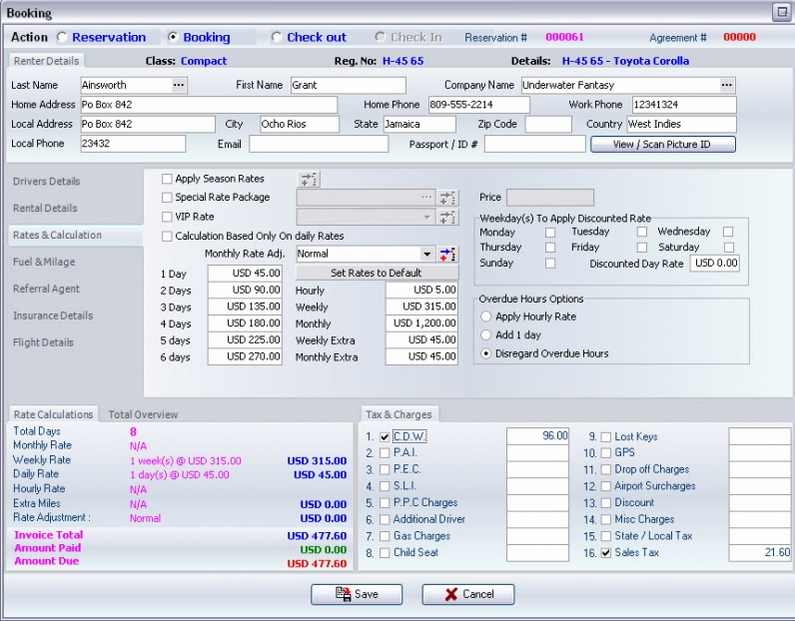 Booking
Action Reservation Booking Check out Check In Reservation # 000061 Agreement # 00000
Renter Details Class: Compact Reg. No: H-45 65 Details: H-45 65 - Toyota Corolla
Last Name Ainsworth ... First Name Grant Company Name Underwater Fantasy ...
Home Address Po Box 842 Home Phone 809-555-2214 Work Phone 12341324
Local Address Po Box 842 City Ocho Rios State Jamaica Zip Code Country West Indies
Local Phone 23432 Email Passport / ID # View / Scan Picture ID
Drivers Details
Rental Details
Rates & Calculation
Fuel & Milage
Referral Agent
Insurance Details
Flight Details
Apply Season Rates
Special Rate Package ... Price
VIP Rate
Calculation Based Only On daily Rates
Monthly Rate Adj. Normal
1 Day USD 45.00 Set Rates to Default
2 Days USD 90.00 Hourly USD 5.00
3 Days USD 135.00 Weekly USD 315.00
4 Days USD 180.00 Monthly USD 1,200.00
5 days USD 225.00 Weekly Extra USD 45.00
6 days USD 270.00 Monthly Extra USD 45.00
Weekday(s) To Apply Discounted Rate
Monday Tuesday Wednesday
Thursday Friday Saturday
Sunday Discounted Day Rate USD 0.00
Overdue Hours Options
Apply Hourly Rate
Add 1 day
Disregard Overdue Hours
Rate Calculations Total Overview
Total Days 8
Monthly Rate N/A
Weekly Rate 1 week(s) @ USD 315.00 USD 315.00
Daily Rate 1 day(s) @ USD 45.00 USD 45.00
Hourly Rate N/A
Extra Miles N/A USD 0.00
Rate Adjustment : Normal USD 0.00
Invoice Total USD 477.60
Amount Paid USD 0.00
Amount Due USD 477.60
Tax & Charges
1. C.D.W. 96.00
2. P.A.I.
3. P.E.C.
4. S.L.I.
5. P.P.C Charges
6. Additional Driver
7. Gas Charges
8. Child Seat
9. Lost Keys
10. GPS
11. Drop off Charges
12. Airport Surcharges
13. Discount
14. Misc Charges
15. State / Local Tax
16. Sales Tax 21.60
Save Cancel